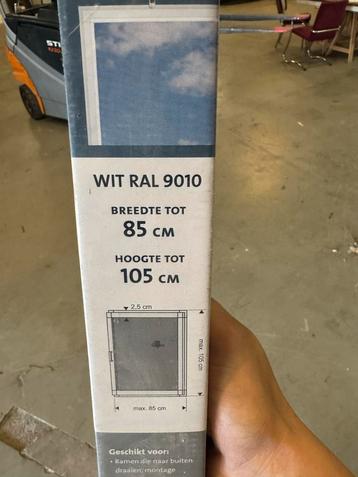 STILL
WIT RAL 9010
BREEDTE TOT
85 CM
HOOGTE TOT
105 CM
2,5 cm
max. 105 cm
max. 85 cm
Geschikt voor:
• Ramen die naar buiten
draaien, montage